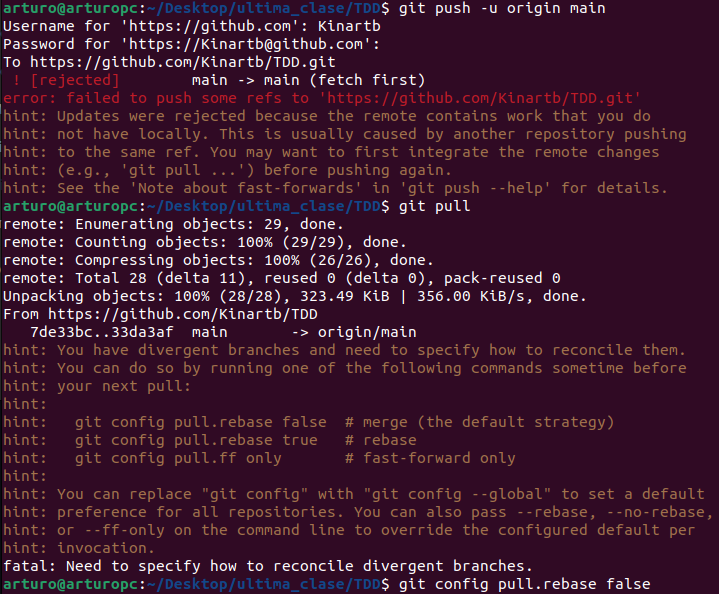 arturo@arturopc:~/Desktop/ultima_clase/TDD$ git push -u origin main
Username for 'https://github.com': Kinartb
Password for 'https://Kinartb@github.com':
To https://github.com/Kinartb/TDD.git
 ! [rejected]        main -> main (fetch first)
error: failed to push some refs to 'https://github.com/Kinartb/TDD.git'
hint: Updates were rejected because the remote contains work that you do
hint: not have locally. This is usually caused by another repository pushing
hint: to the same ref. You may want to first integrate the remote changes
hint: (e.g., 'git pull ...') before pushing again.
hint: See the 'Note about fast-forwards' in 'git push --help' for details.
arturo@arturopc:~/Desktop/ultima_clase/TDD$ git pull
remote: Enumerating objects: 29, done.
remote: Counting objects: 100% (29/29), done.
remote: Compressing objects: 100% (26/26), done.
remote: Total 28 (delta 11), reused 0 (delta 0), pack-reused 0
Unpacking objects: 100% (28/28), 323.49 KiB | 356.00 KiB/s, done.
From https://github.com/Kinartb/TDD
   7de33bc..33da3af  main       -> origin/main
hint: You have divergent branches and need to specify how to reconcile them.
hint: You can do so by running one of the following commands sometime before
hint: your next pull:
hint:
hint:   git config pull.rebase false  # merge (the default strategy)
hint:   git config pull.rebase true   # rebase
hint:   git config pull.ff only       # fast-forward only
hint:
hint: You can replace "git config" with "git config --global" to set a default
hint: preference for all repositories. You can also pass --rebase, --no-rebase,
hint: or --ff-only on the command line to override the configured default per
hint: invocation.
fatal: Need to specify how to reconcile divergent branches.
arturo@arturopc:~/Desktop/ultima_clase/TDD$ git config pull.rebase false